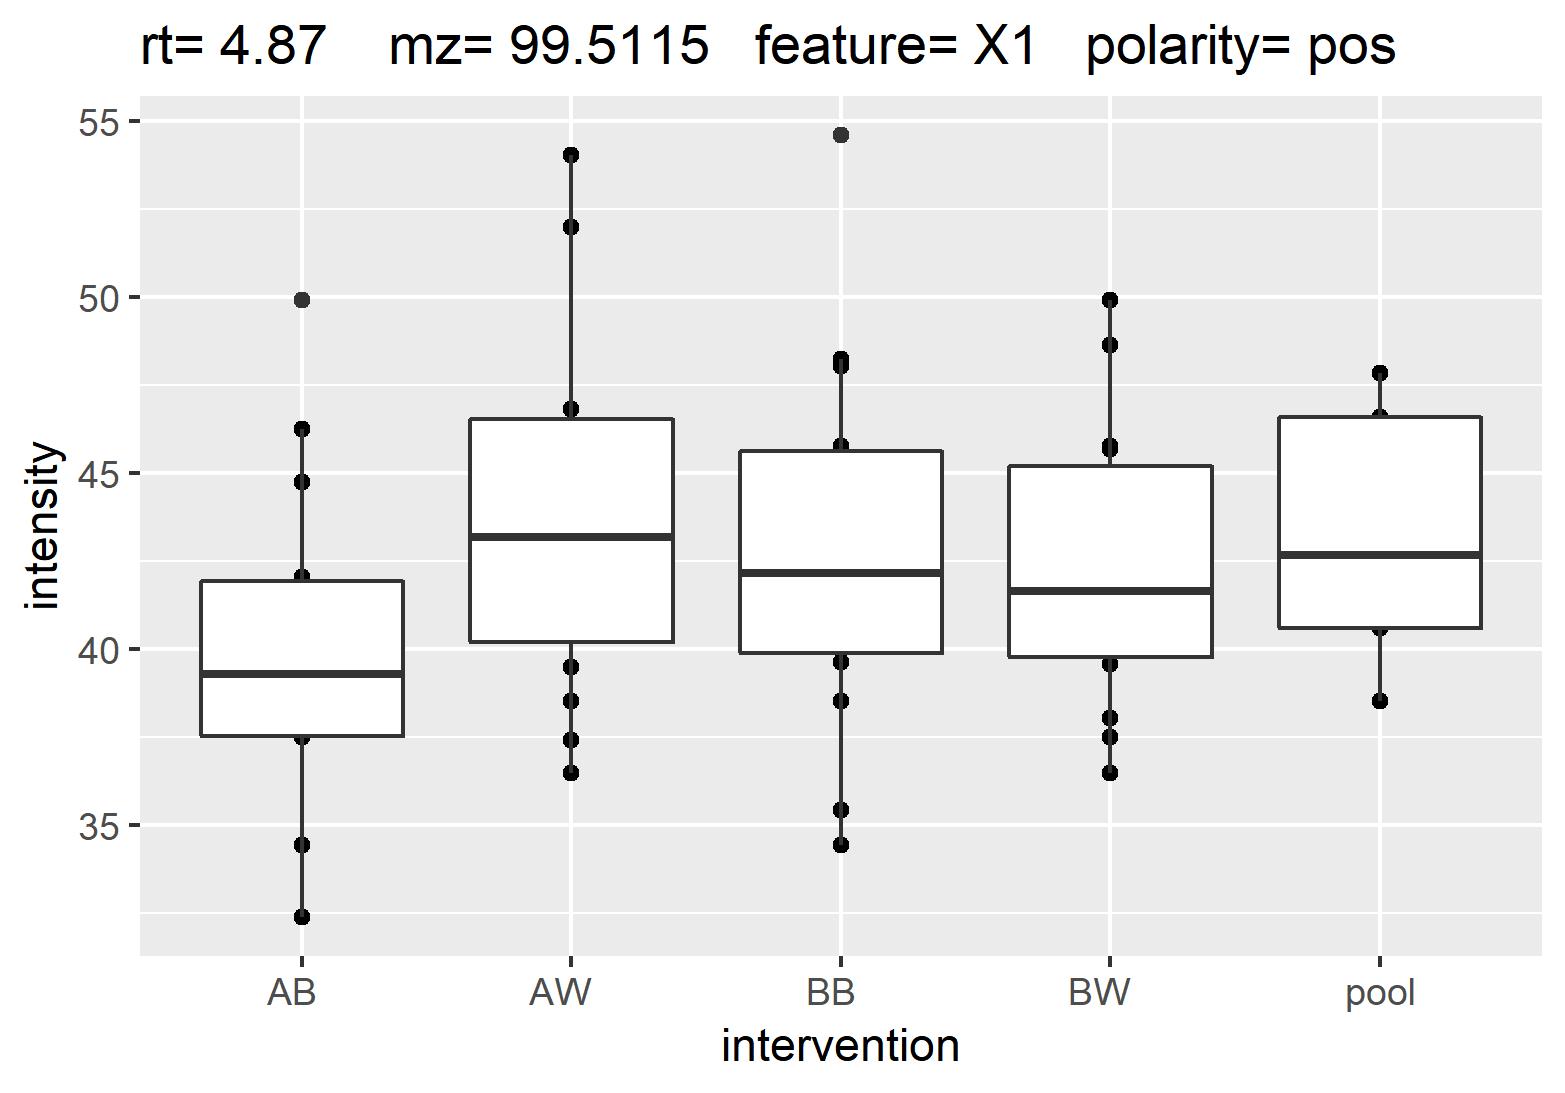 rt= 4.87 mz= 99.5115 feature= X1 polarity= pos
55
50
45
40
35
intensity
AB AW BB BW pool
intervention